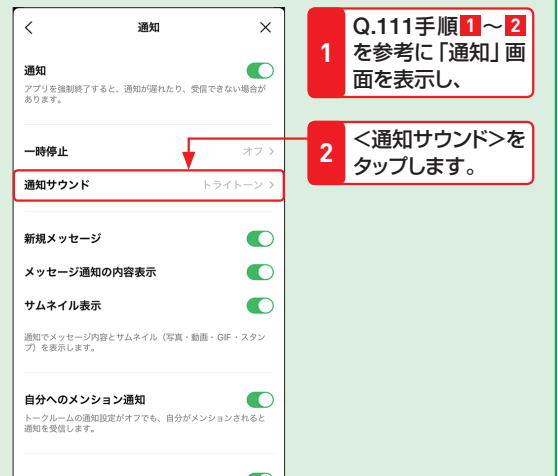 通知
通知
アプリを強制終了すると、通知が遅れたり、受信できない場合が
あります。
一時停止 オフ
通知サウンド トライトーン
新規メッセージ
メッセージ通知の内容表示
サムネイル表示
通知でメッセージ内容とサムネイル（写真・動画・GIF・スタン
プ）を表示します。
自分へのメンション通知
トークルームの通知設定がオフでも、自分がメンションされると
通知を受信します。
1
Q.111手順1～2
を参考に「通知」画
面を表示し、
2
<通知サウンド>を
タップします。